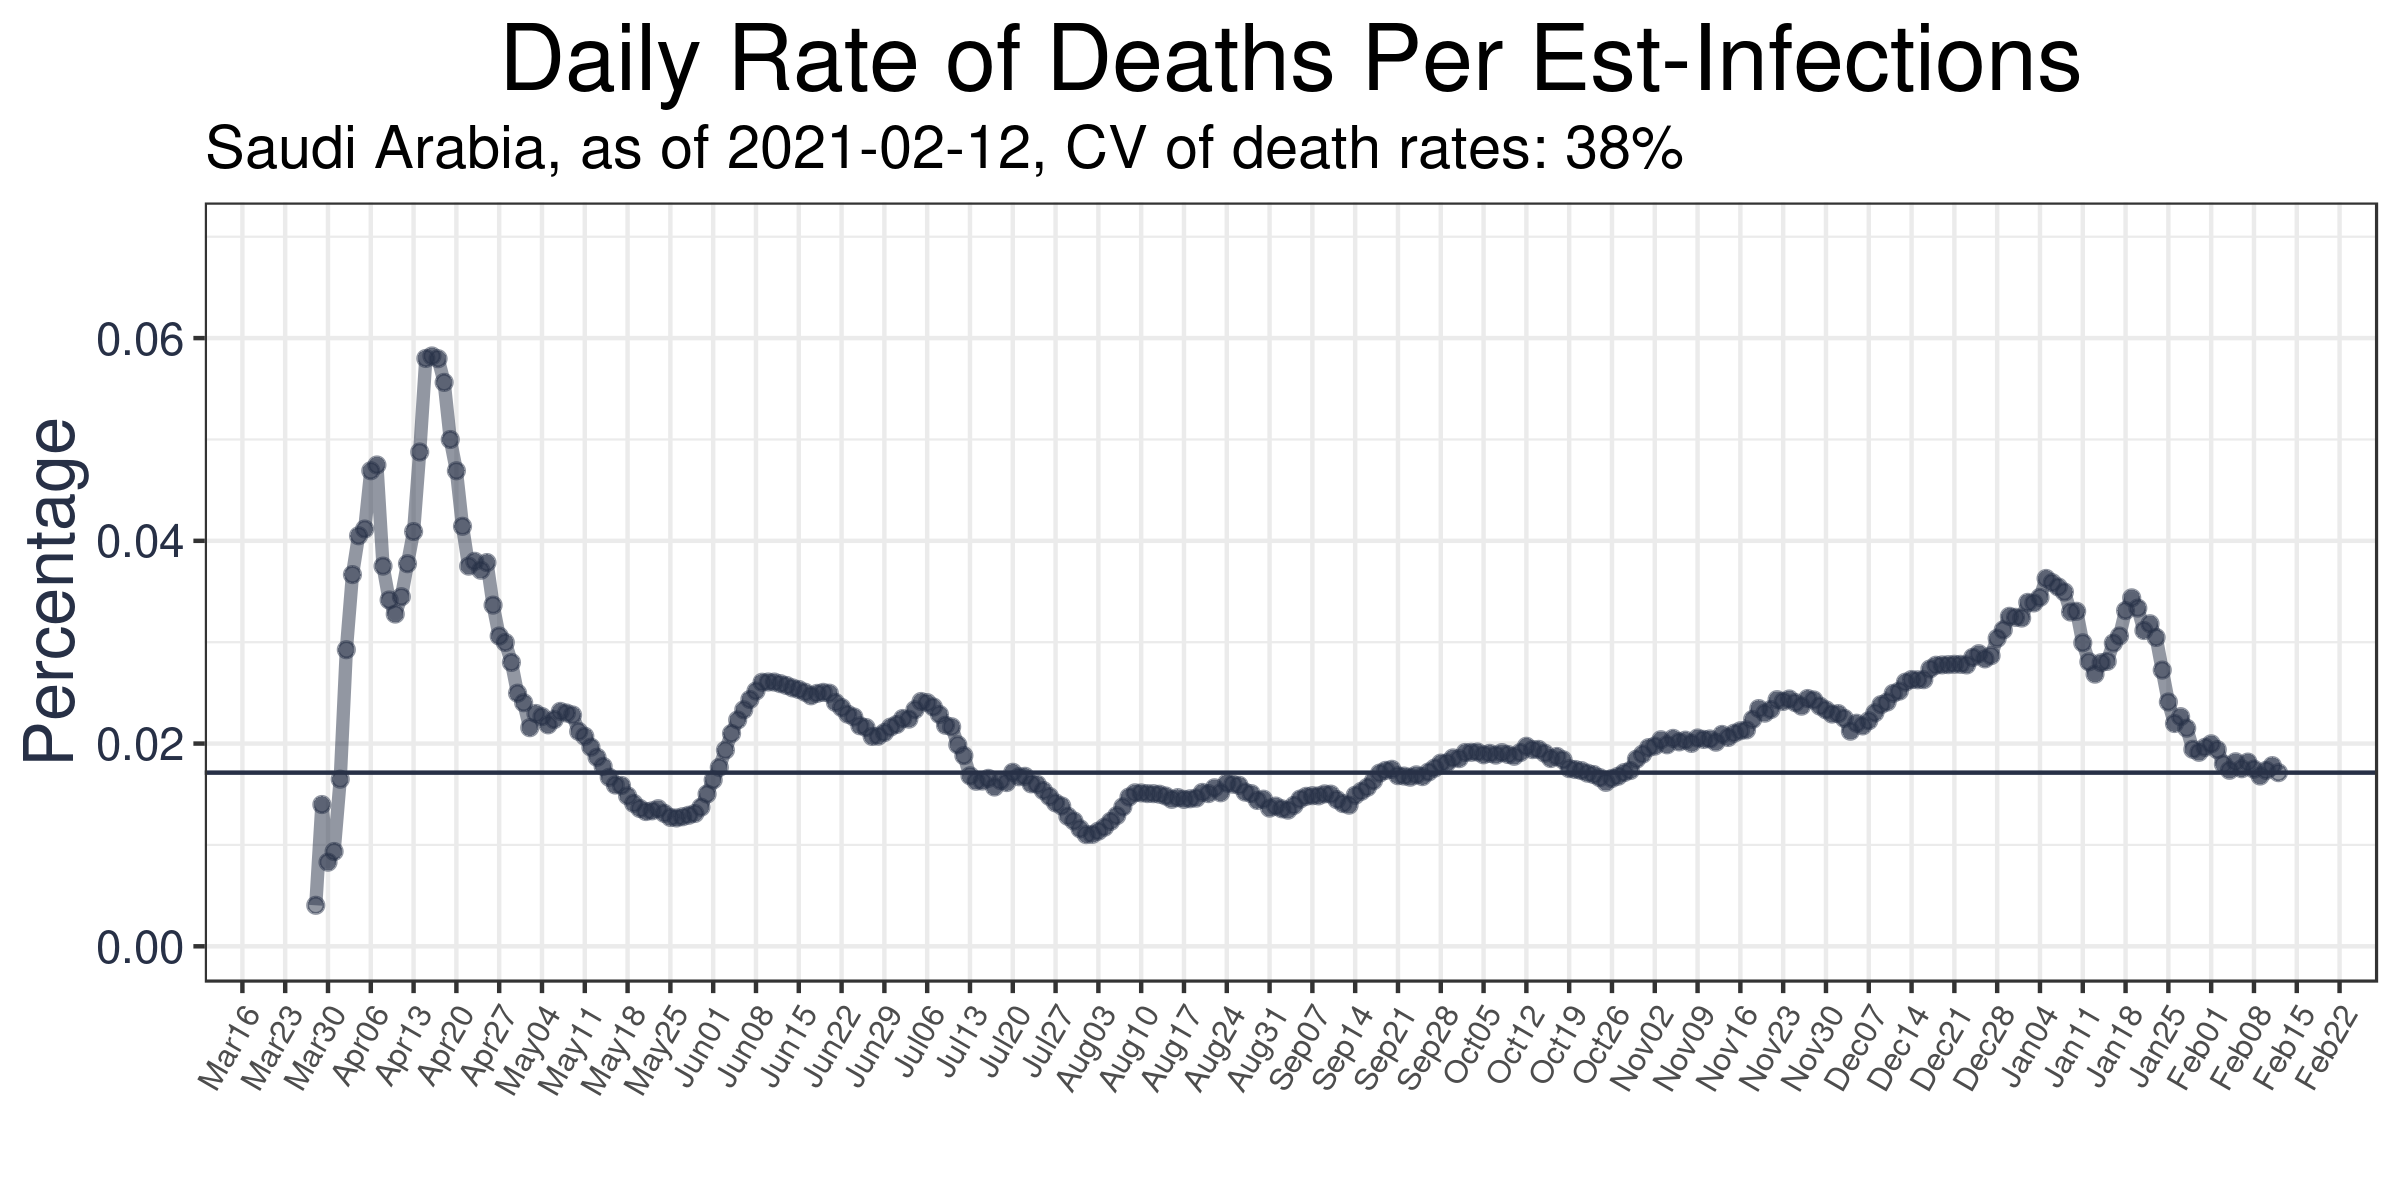 Daily Rate of Deaths Per Est-Infections
Saudi Arabia, as of 2021-02-12, CV of death rates: 38%
Percentage
0.06
0.04
0.02
0.00
Mar16
Mar23
Mar30
Apr06
Apr13
Apr20
Apr27
May04
May11
May18
May25
Jun01
Jun08
Jun15
Jun22
Jun29
Jul06
Jul13
Jul20
Jul27
Aug03
Aug10
Aug17
Aug24
Aug31
Sep07
Sep14
Sep21
Sep28
Oct05
Oct12
Oct19
Oct26
Nov02
Nov09
Nov16
Nov23
Nov30
Dec07
Dec14
Dec21
Dec28
Jan04
Jan11
Jan18
Jan25
Feb01
Feb08
Feb15
Feb22